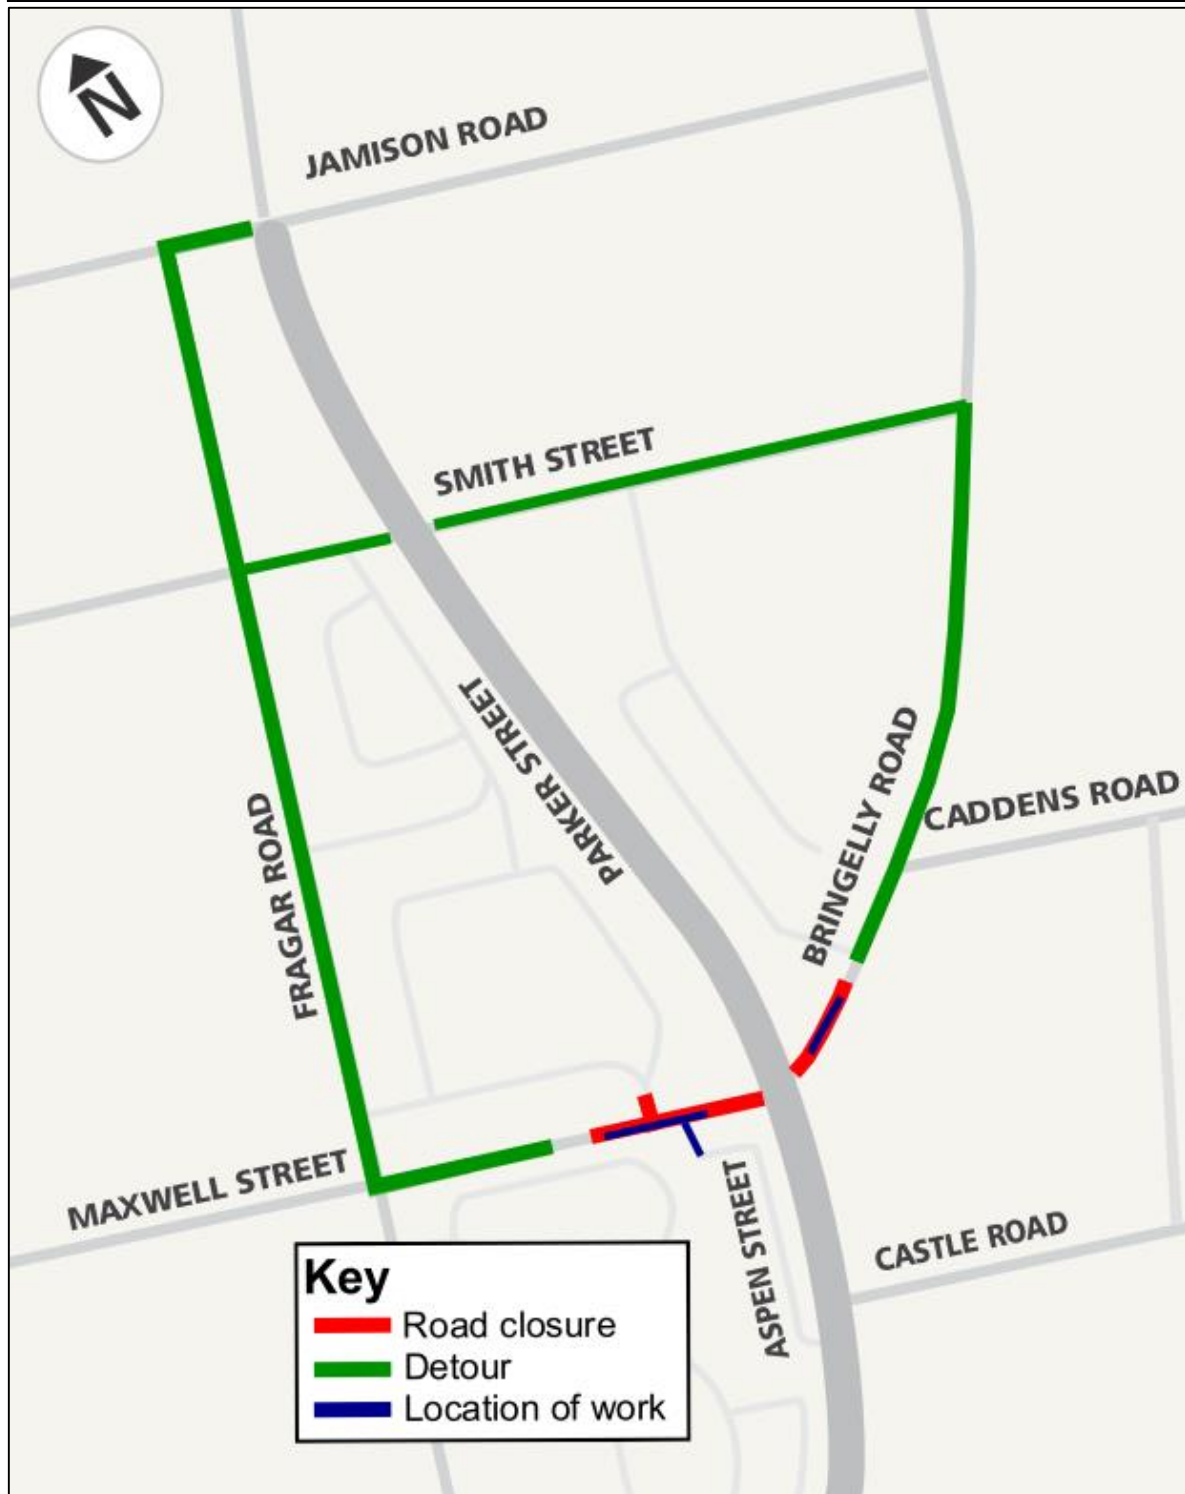 N
JAMISON ROAD
SMITH STREET
PARKER STREET
BRINGELLY ROAD
CADDENS ROAD
FRAGAR ROAD
MAXWELL STREET
ASPEN STREET
CASTLE ROAD
Key
Road closure
Detour
Location of work